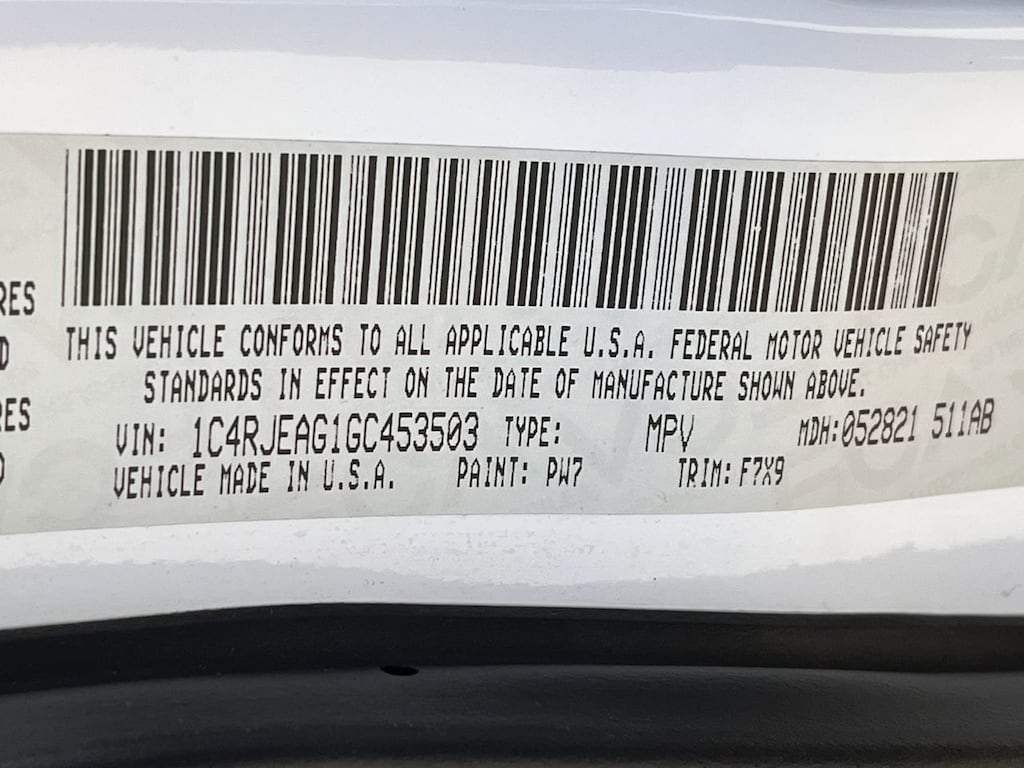 RES
D
THIS VEHICLE CONFORMS TO ALL APPLICABLE U.S.A. FEDERAL MOTOR VEHICLE SAFETY
STANDARDS IN EFFECT ON THE DATE OF MANUFACTURE SHOWN ABOVE.
RES
VIN: 1C4RJEAG1GC453503 TYPE: MPV MDH:052821 511AB
VEHICLE MADE IN U.S.A. PAINT: PW7 TRIM: F7X9